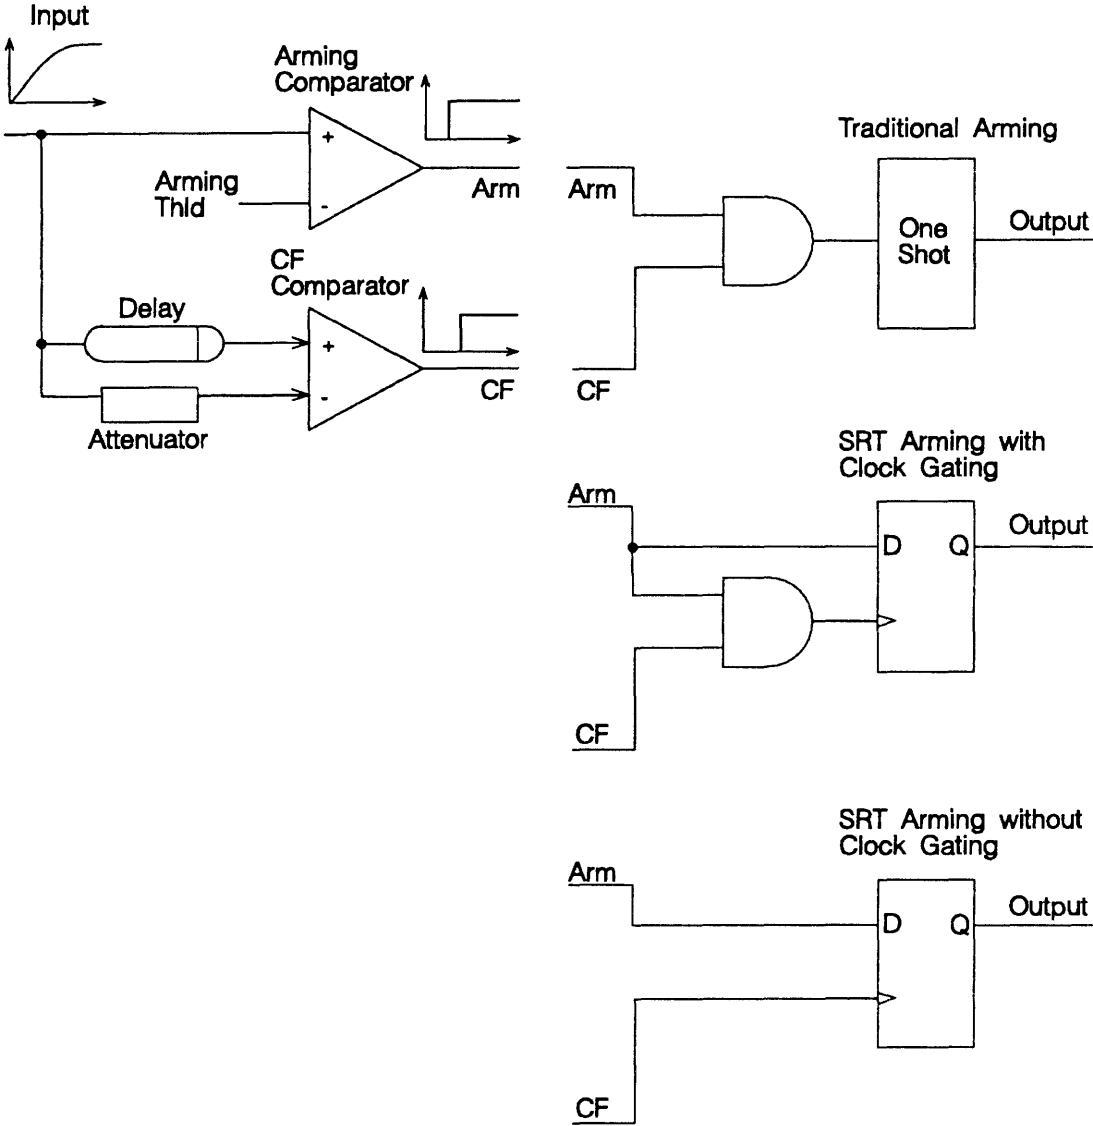 Input
Arming
Comparator
+
Arming
Thld
-
Arm
CF
Comparator
Delay
+
-
CF
Attenuator
Traditional Arming
Arm
One
Shot
Output
CF
SRT Arming with
Clock Gating
Arm
D
Q
Output
CF
SRT Arming without
Clock Gating
Arm
D
Q
Output
CF